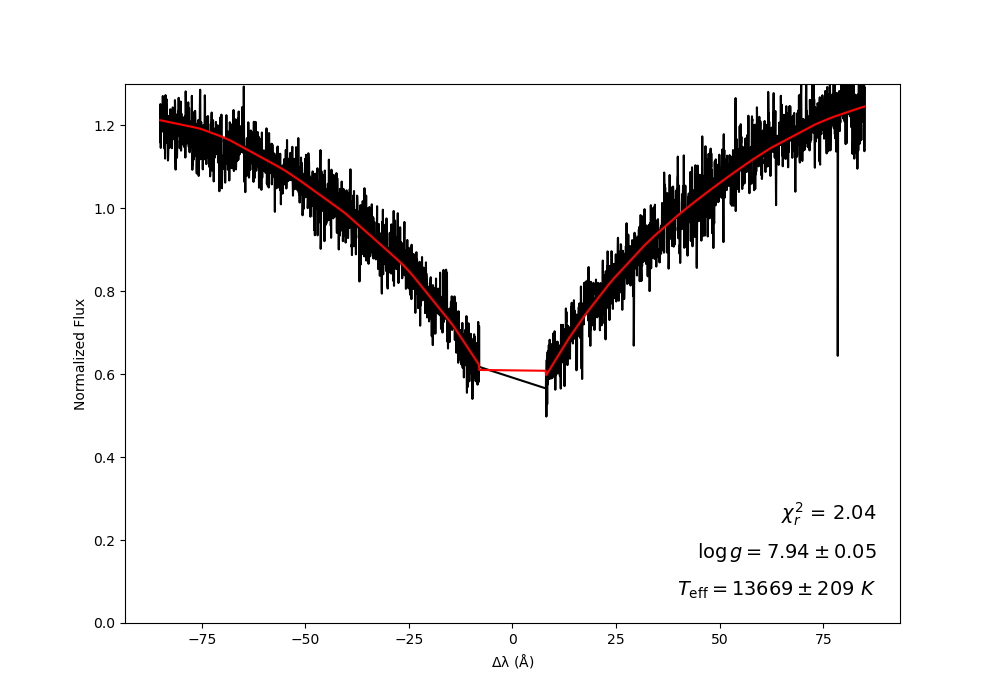 1.2
1.0
0.8
0.6
0.4
0.2
0.0
Normalized Flux
χ²ᵣ = 2.04
log g = 7.94 ± 0.05
T_eff = 13669 ± 209 K
−75 −50 −25 0 25 50 75
Δλ (Å)